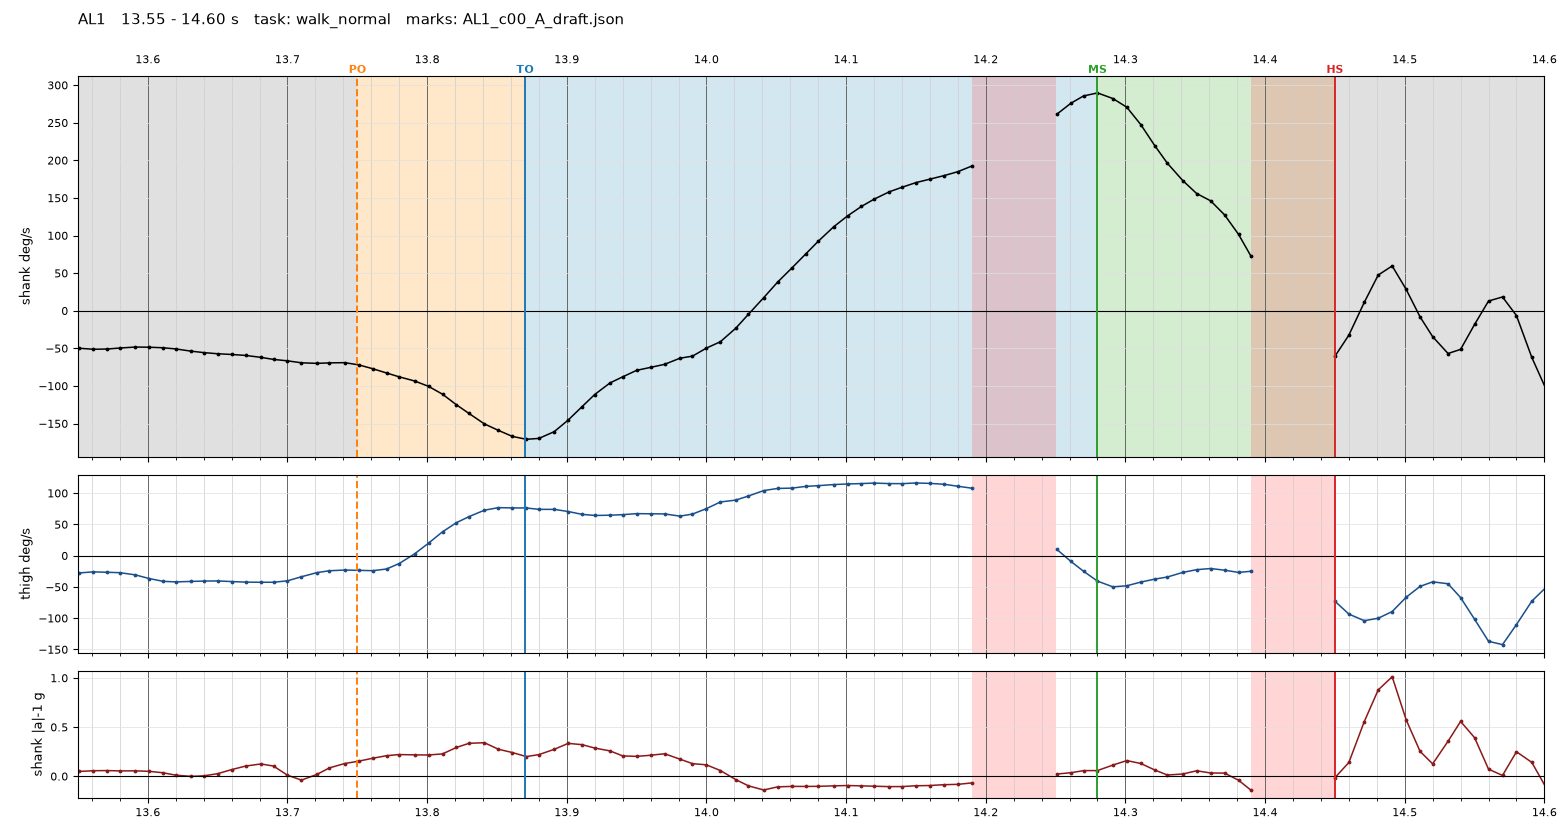 AL1   13.55 - 14.60 s   task: walk_normal   marks: AL1_c00_A_draft.json
13.6 13.7 13.8 13.9 14.0 14.1 14.2 14.3 14.4 14.5 14.6
PO TO MS HS
shank deg/s
300
250
200
150
100
50
0
−50
−100
−150
thigh deg/s
100
50
0
−50
−100
−150
shank |a|-1 g
1.0
0.5
0.0
13.6 13.7 13.8 13.9 14.0 14.1 14.2 14.3 14.4 14.5 14.6